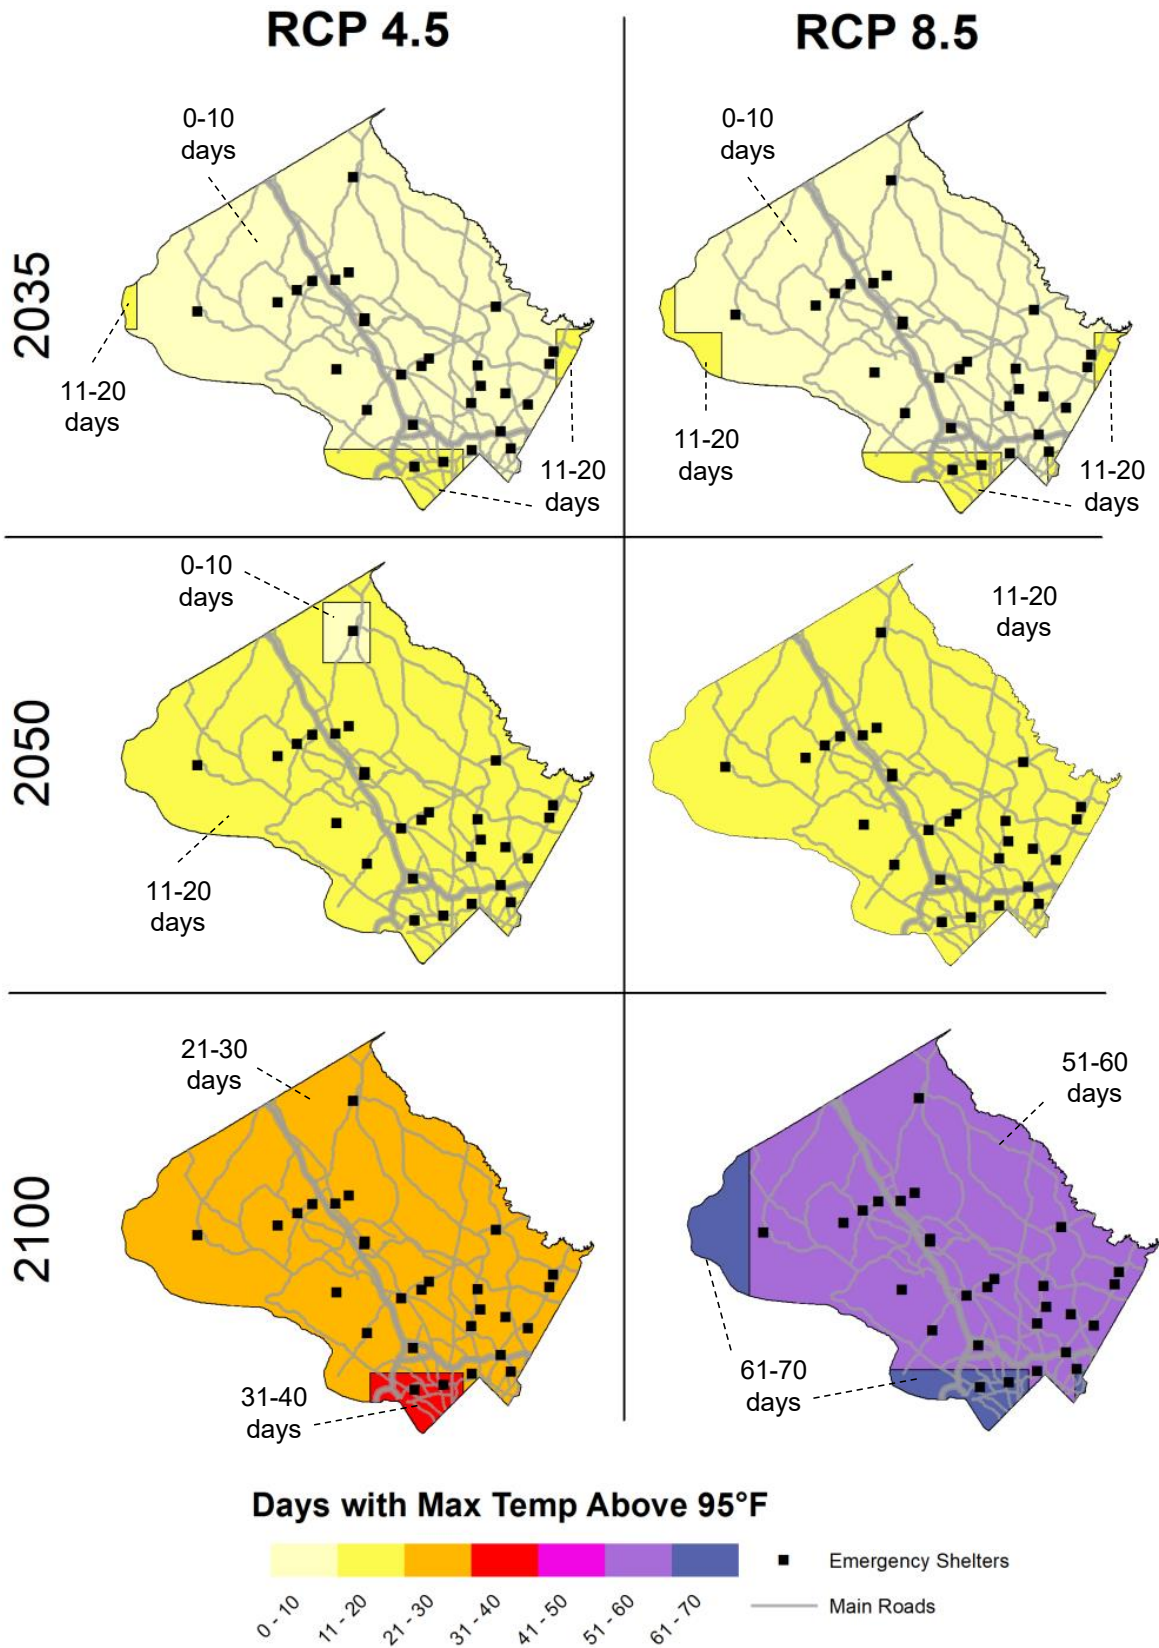 RCP 4.5
RCP 8.5
2035
0-10
days
11-20
days
11-20
days
0-10
days
11-20
days
11-20
days
2050
0-10
days
11-20
days
11-20
days
2100
21-30
days
31-40
days
51-60
days
61-70
days
Days with Max Temp Above 95°F
0 - 10
11 - 20
21 - 30
31 - 40
41 - 50
51 - 60
61 - 70
Emergency Shelters
Main Roads